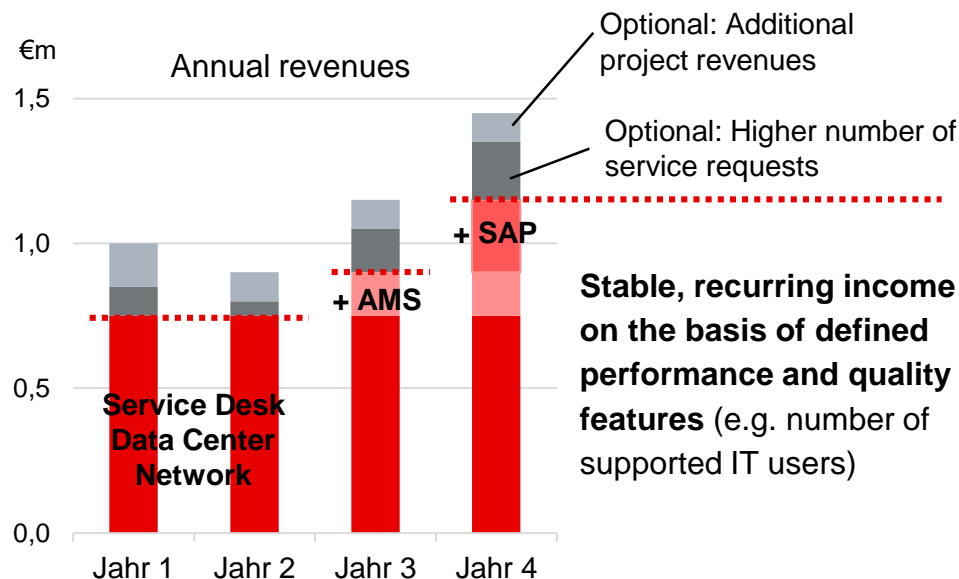 €m
Annual revenues
Optional: Additional
project revenues
Optional: Higher number of
service requests
1,5
1,0
0,5
0,0
+ SAP
+ AMS
Service Desk
Data Center
Network
Stable, recurring income
on the basis of defined
performance and quality
features (e.g. number of
supported IT users)
Jahr 1
Jahr 2
Jahr 3
Jahr 4